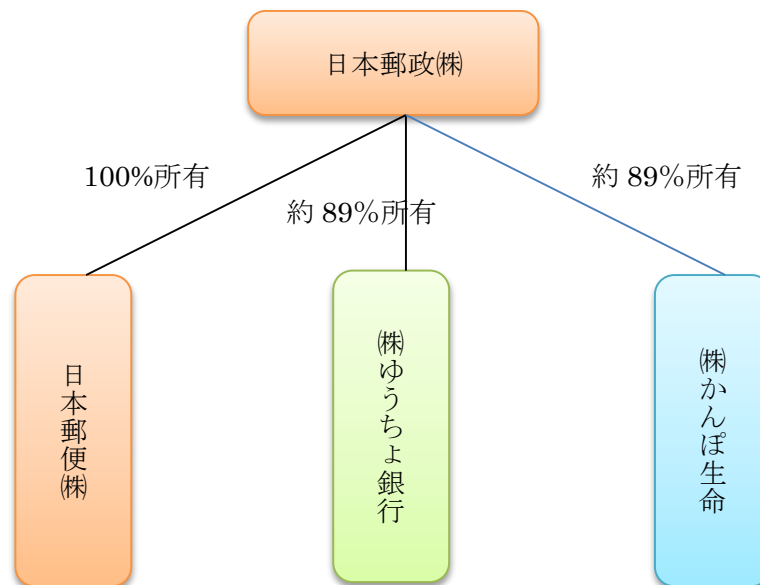 日本郵政㈱
100%所有
約 89%所有
約 89%所有
日本郵便㈱
㈱ゆうちょ銀行
㈱かんぽ生命